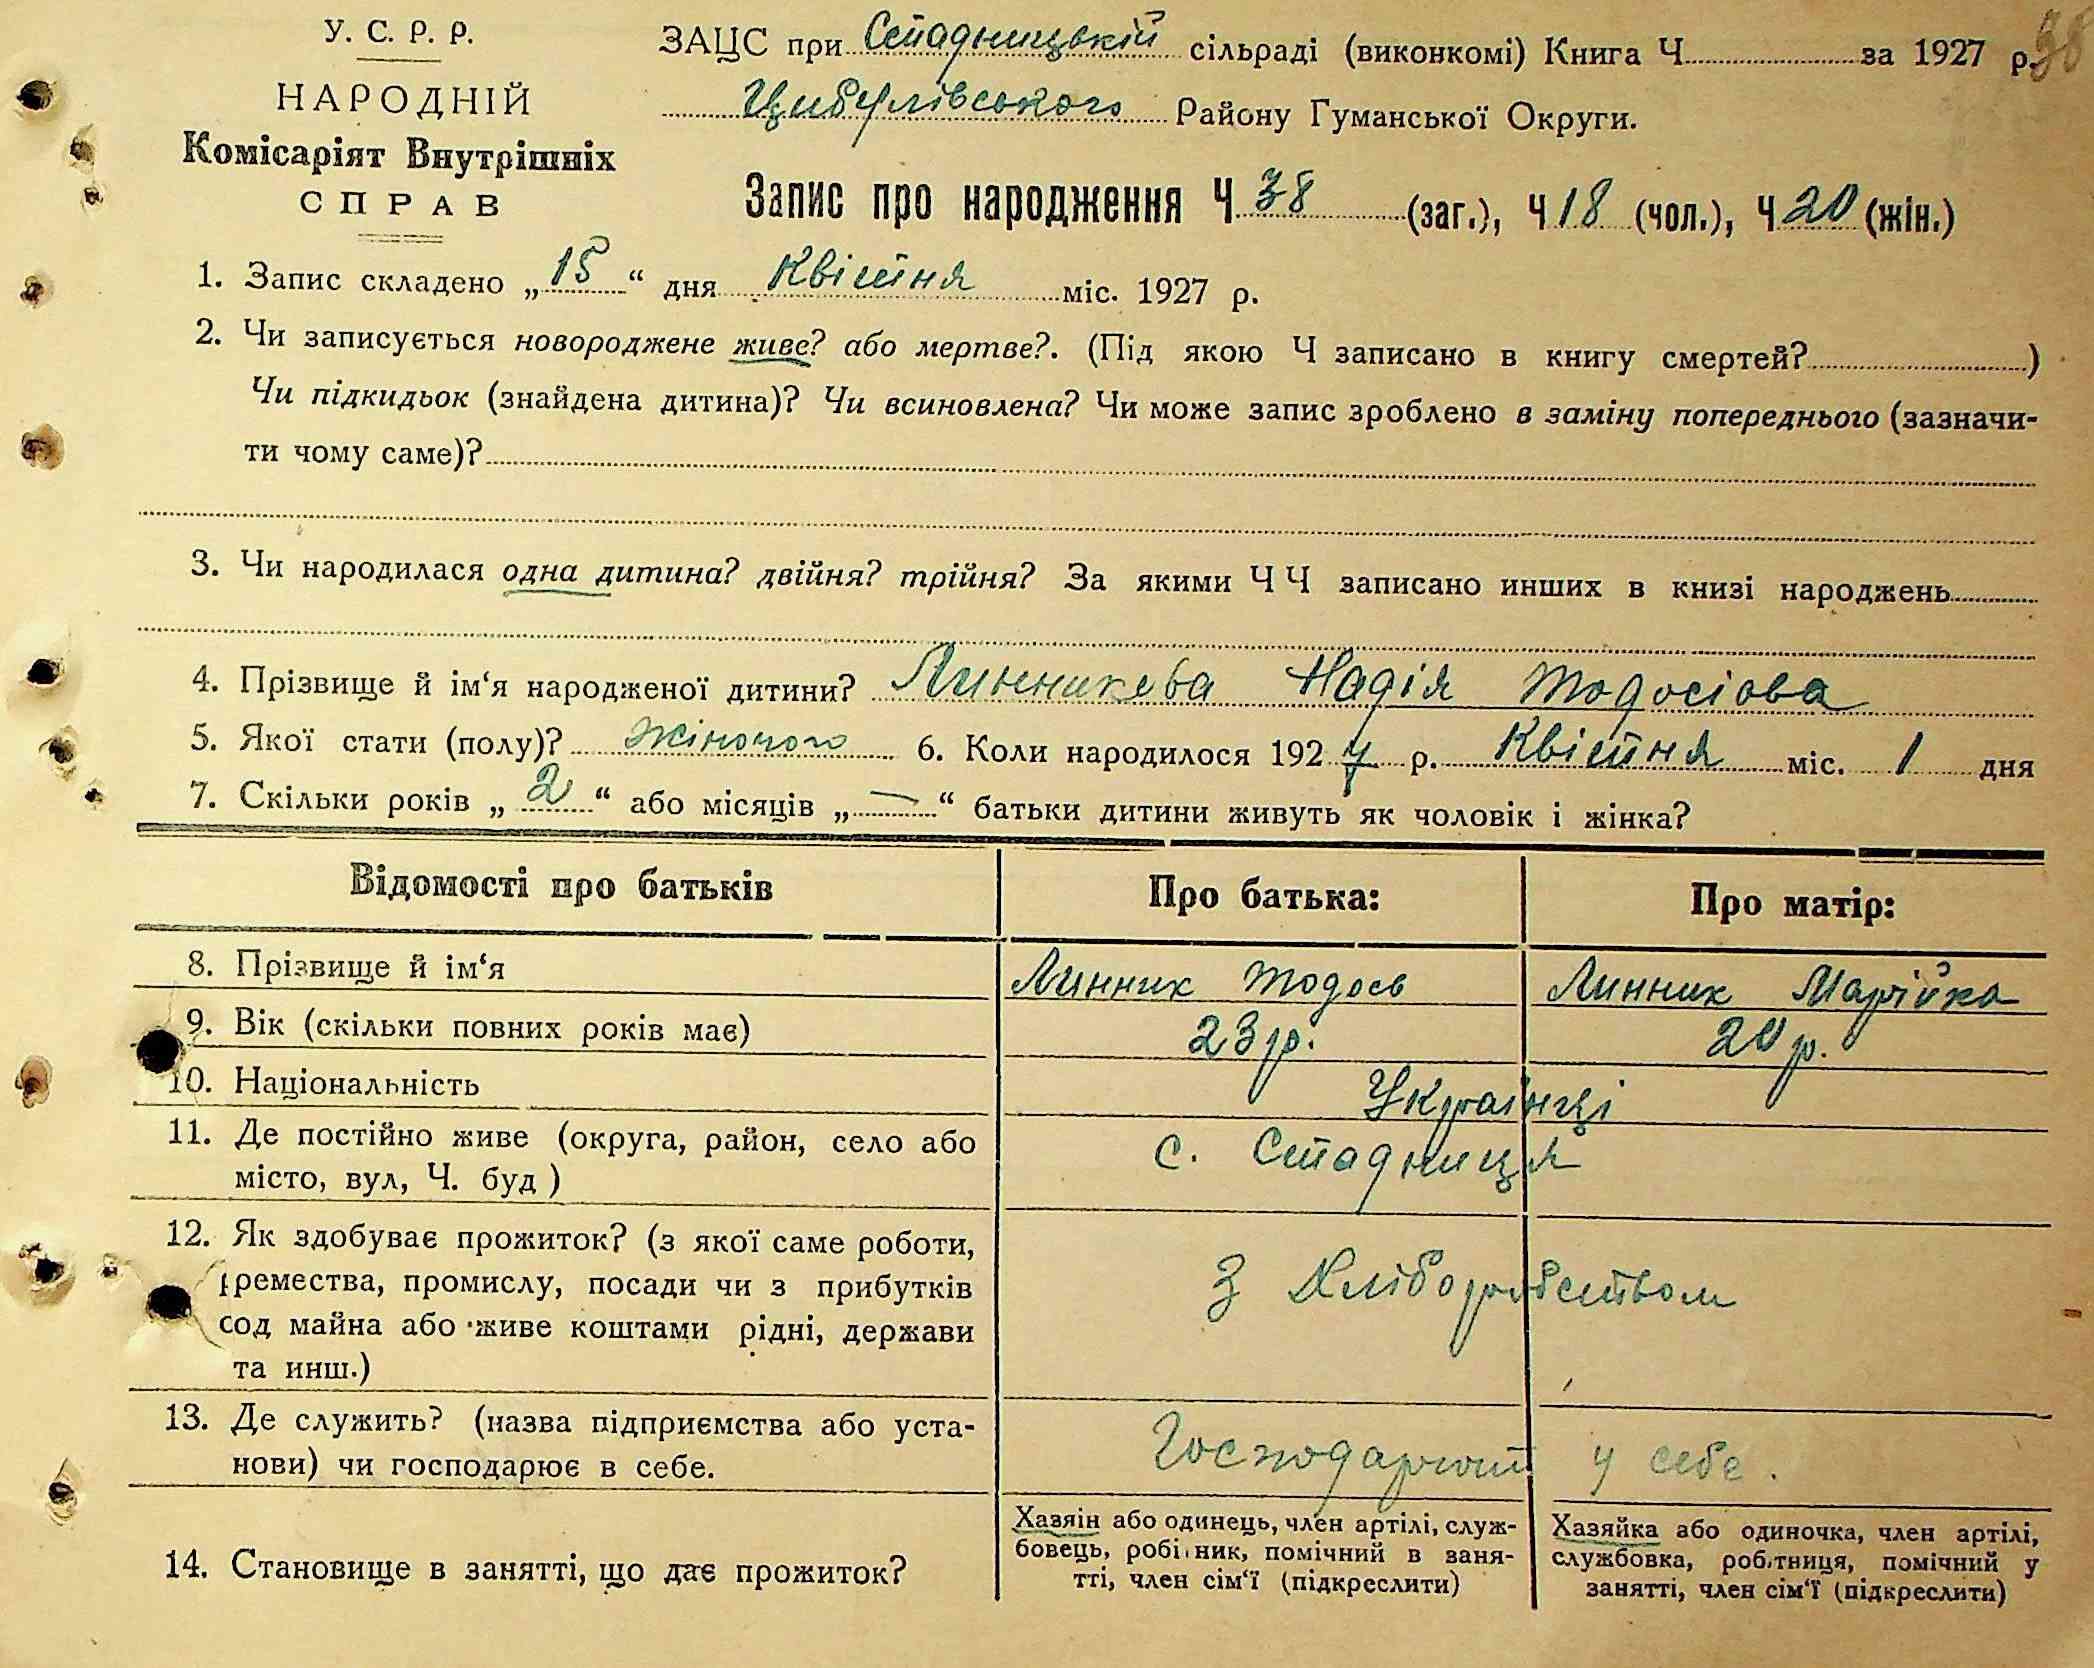 У. С. Р. Р.
НАРОДНІЙ
Комісаріят Внутрішніх
СПРАВ
38
ЗАЦС при Стадницькій сільраді (виконкомі) Книга Ч за 1927 р.
Цибулівського Району Гуманської Округи.
Запис про народження Ч 38 (заг.), Ч 18 (чол.), Ч 20 (жін.)
1. Запис складено „15“ дня Квітня міс. 1927 р.
2. Чи записується новороджене живе? або мертве?. (Під якою Ч записано в книгу смертей? )
Чи підкидьок (знайдена дитина)? Чи всиновлена? Чи може запис зроблено в заміну попереднього (зазначи-
ти чому саме)?
3. Чи народилася одна дитина? двійня? трійня? За якими ЧЧ записано инших в книзі народжень
4. Прізвище й ім‘я народженої дитини? Линникева Надія Тодосіова
5. Якої стати (полу)? Жіночого 6. Коли народилося 1927 р. Квітня міс. 1 дня
7. Скільки років „2“ або місяців „—“ батьки дитини живуть як чоловік і жінка?
Відомості про батьків Про батька: Про матір:
8. Прізвище й ім‘я Линник Тодось Линник Марійка
9. Вік (скільки повних років має) 23 р. 20 р.
10. Національність Українці
11. Де постійно живе (округа, район, село або
місто, вул, Ч. буд ) с. Стадниця
12. Як здобуває прожиток? (з якої саме роботи,
ремества, промислу, посади чи з прибутків
од майна або живе коштами рідні, держави
та инш.) З Хліборобством
13. Де служить? (назва підприємства або уста-
нови) чи господарює в себе. Господарюют у себе.
14. Становище в занятті, що дає прожиток?
Хазяін або одинець, член артілі, служ-
бовець, робітник, помічний в заня-
тті, член сім‘ї (підкреслити)
Хазяйка або одиночка, член артілі,
службовка, робітниця, помічний у
занятті, член сім‘ї (підкреслити)